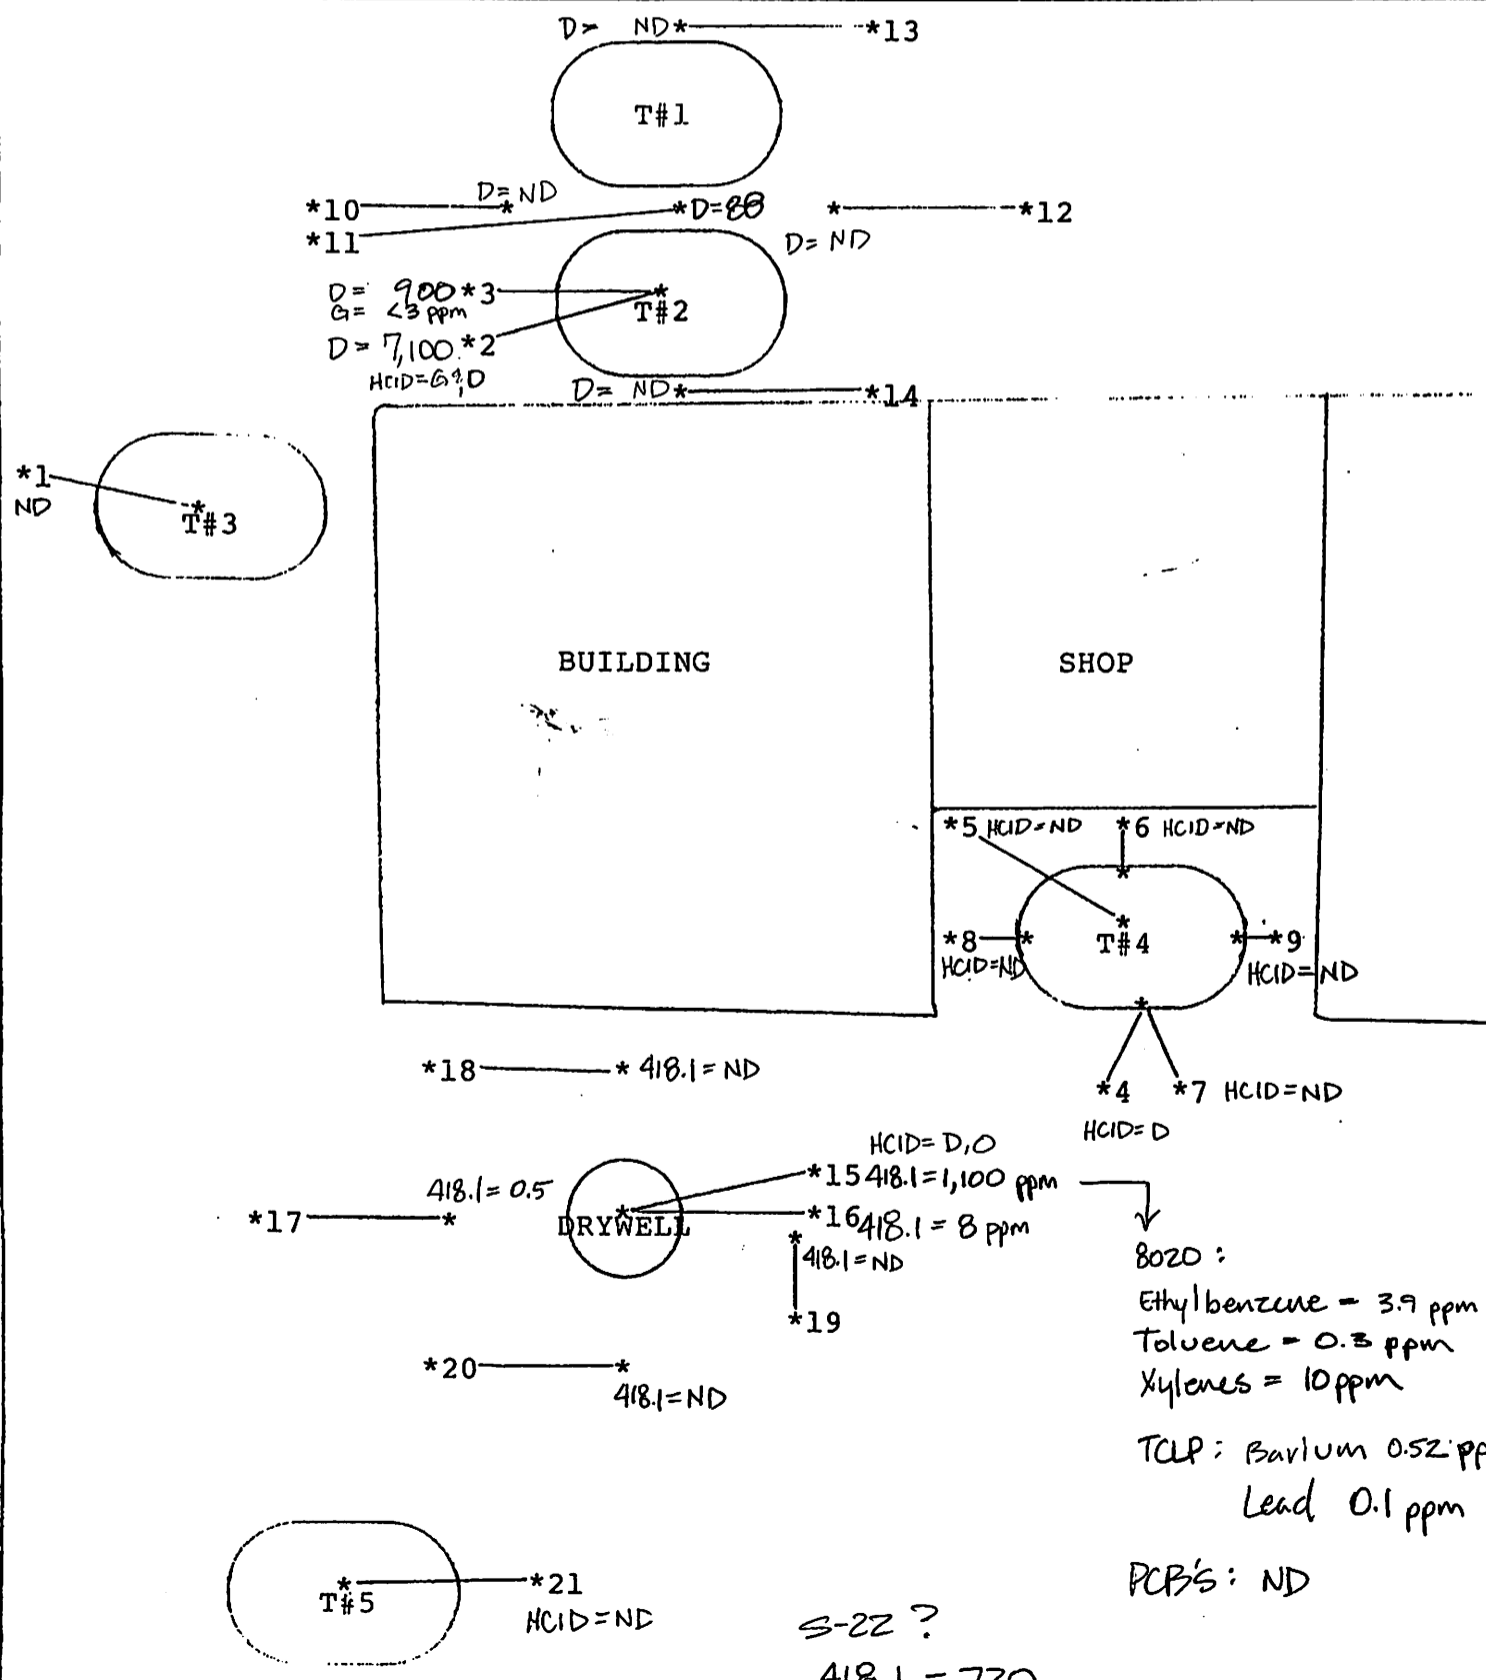 D= ND* *13
T#1
D=ND
*10 * *D=88 * *12
*11
D=ND
D= 900*3 *
G= <3 ppm T#2
D= 7,100 *2
HCID=G?,D
D= ND* *14
*1
ND
*
T#3
BUILDING SHOP
*5 HCID=ND *6 HCID=ND
*
*
*8 * T#4 * *9
HCID=ND HCID=ND
*
*18 * 418.1=ND
*4 *7 HCID=ND
HCID=D
HCID=D,O
*15 418.1=1,100 ppm
418.1=0.5
*17 * * DRYWELL *16 418.1=8 ppm
*
418.1=ND
*19
8020:
Ethylbenzene = 3.9 ppm
Toluene = 0.3 ppm
Xylenes = 10 ppm
*20 *
418.1=ND
TCLP: Barium 0.52
Lead 0.1 ppm
PCB'S: ND
* *21
T#5
HCID=ND
S-22?
418.1=